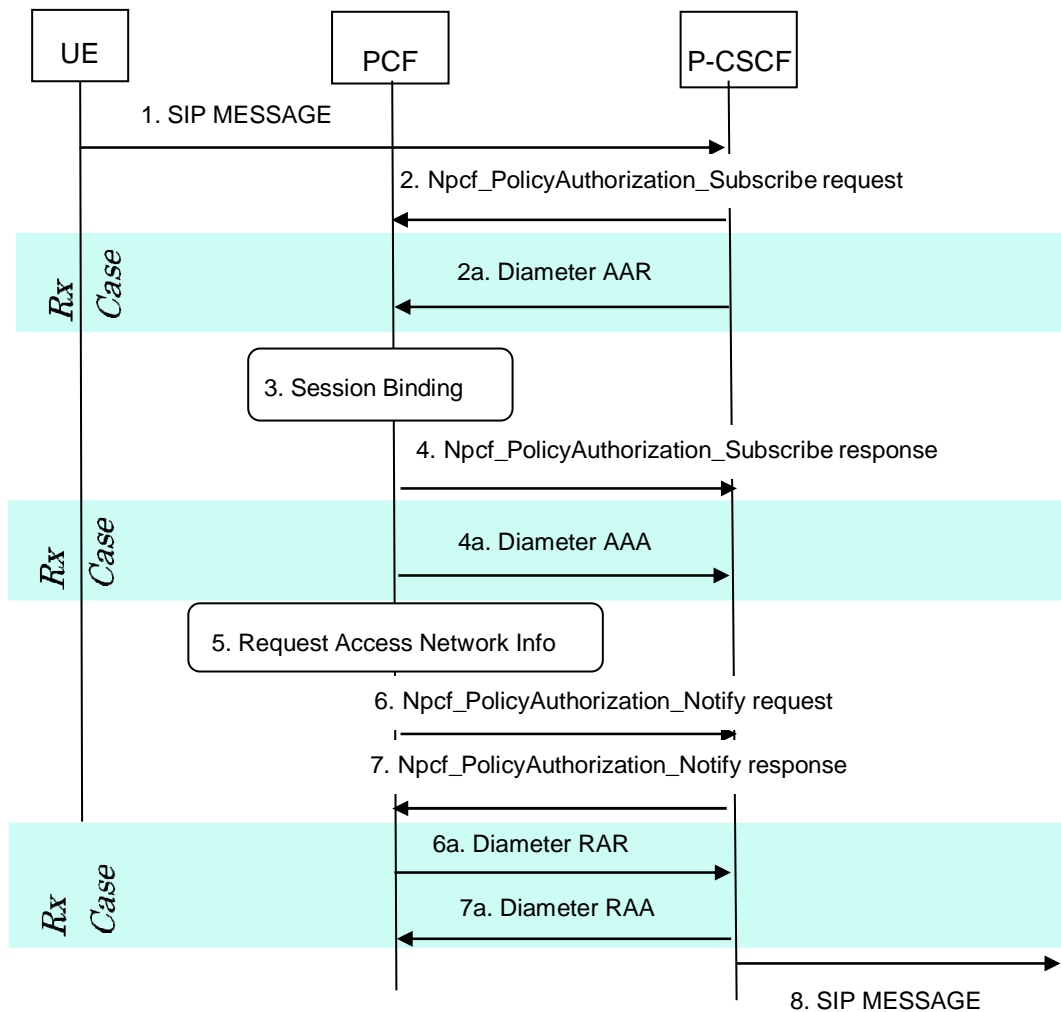 UE
PCF
P-CSCF
1. SIP MESSAGE
2. Npcf_PolicyAuthorization_Subscribe request
Rx
Case
2a. Diameter AAR
3. Session Binding
4. Npcf_PolicyAuthorization_Subscribe response
Rx
Case
4a. Diameter AAA
5. Request Access Network Info
6. Npcf_PolicyAuthorization_Notify request
7. Npcf_PolicyAuthorization_Notify response
Rx
Case
6a. Diameter RAR
7a. Diameter RAA
8. SIP MESSAGE